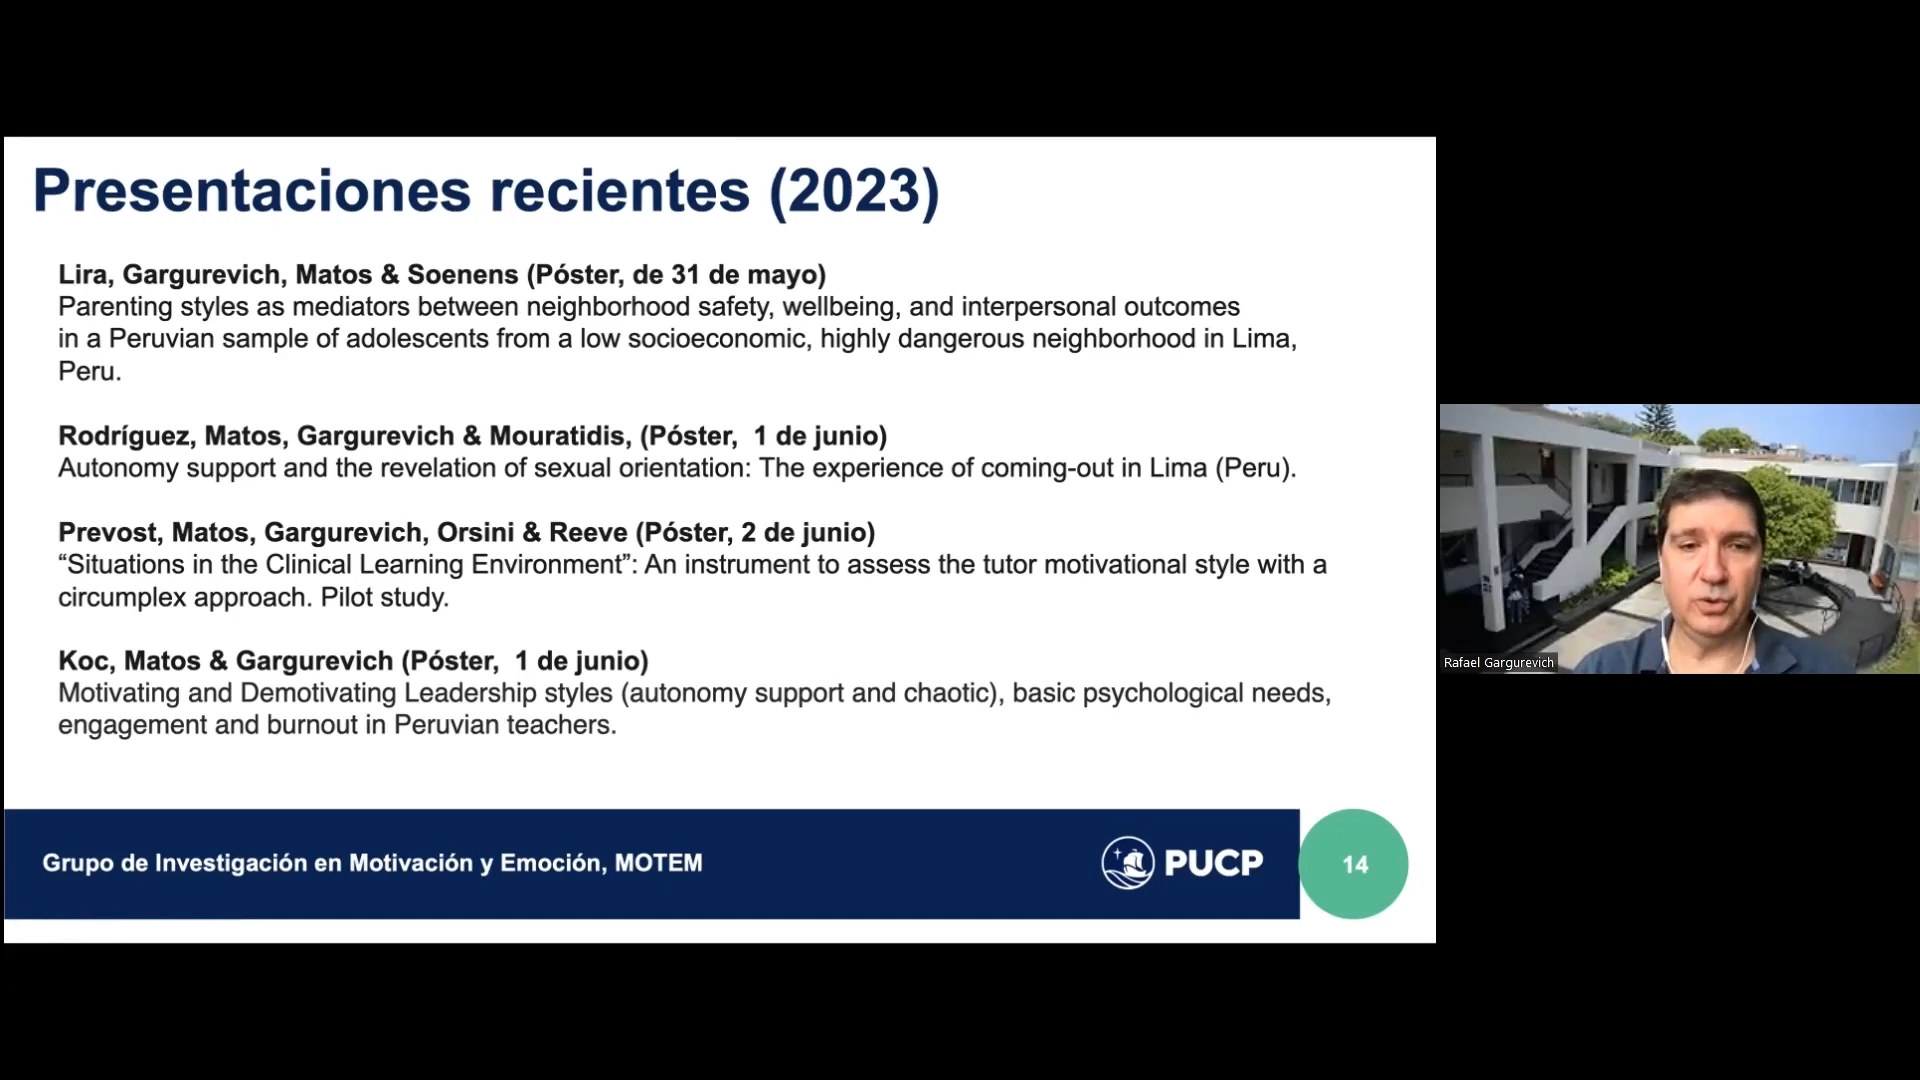 Presentaciones recientes (2023)
Lira, Gargurevich, Matos & Soenens (Póster, de 31 de mayo)
Parenting styles as mediators between neighborhood safety, wellbeing, and interpersonal outcomes
in a Peruvian sample of adolescents from a low socioeconomic, highly dangerous neighborhood in Lima,
Peru.
Rodríguez, Matos, Gargurevich & Mouratidis, (Póster,  1 de junio)
Autonomy support and the revelation of sexual orientation: The experience of coming-out in Lima (Peru).
Prevost, Matos, Gargurevich, Orsini & Reeve (Póster, 2 de junio)
“Situations in the Clinical Learning Environment”: An instrument to assess the tutor motivational style with a
circumplex approach. Pilot study.
Koc, Matos & Gargurevich (Póster,  1 de junio)
Motivating and Demotivating Leadership styles (autonomy support and chaotic), basic psychological needs,
engagement and burnout in Peruvian teachers.
Grupo de Investigación en Motivación y Emoción, MOTEM
PUCP
14
Rafael Gargurevich